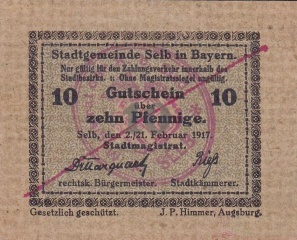 Stadtgemeinde Selb in Bayern.
Nur gültig für den Zahlungsverkehr innerhalb des
Stadtbezirks. :: Ohne Magistratssiegel ungültig.
10 Gutschein 10
über
zehn Pfennige.
Selb, den 2./21. Februar 1917.
Stadtmagistrat.
rechtsk. Bürgermeister. Stadtkämmerer.
Gesetzlich geschützt. J. P. Himmer, Augsburg.